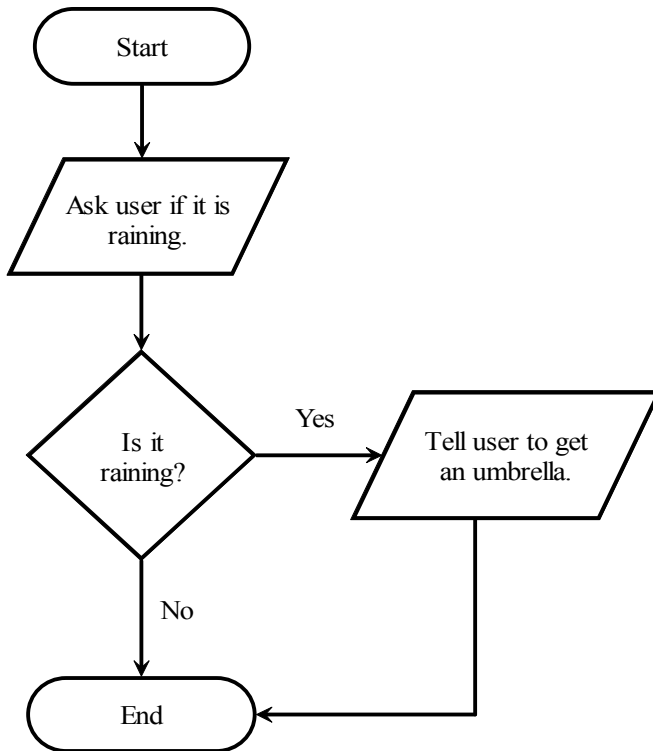 Start
Ask user if it is
raining.
Is it
raining?
Yes
Tell user to get
an umbrella.
No
End